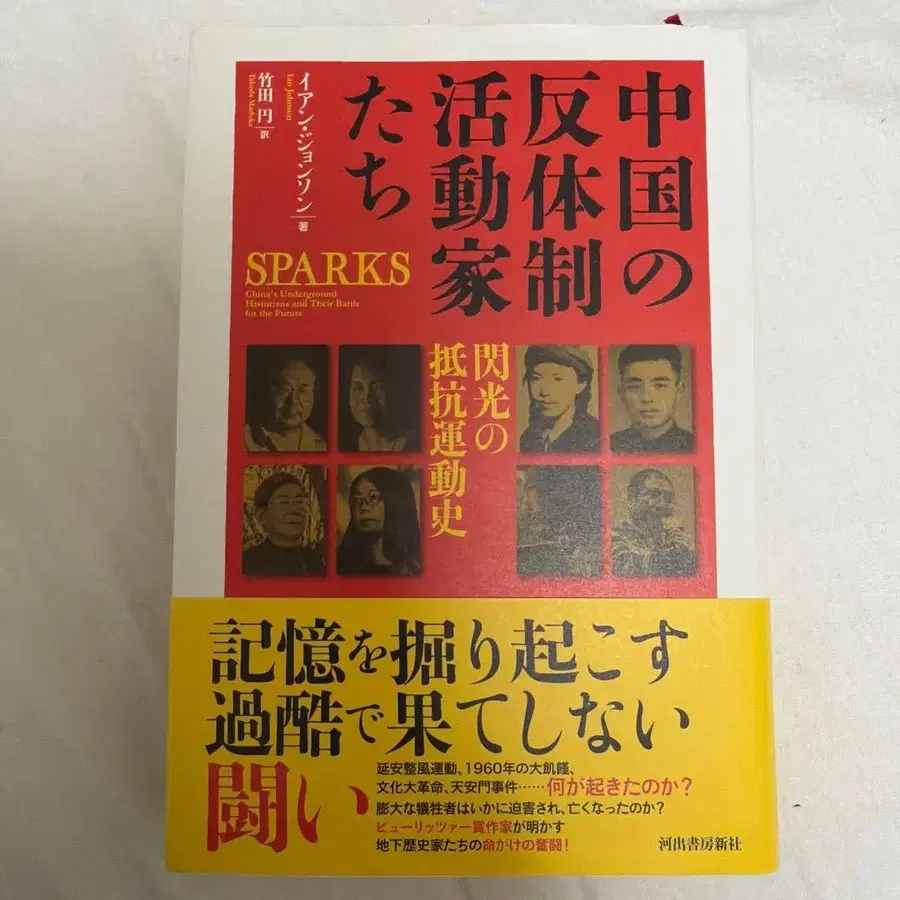 中国の
反体制
活動家
たち
閃光の
抵抗運動史
イアン・ジョンソン 著
Ian Johnson
竹田 円 訳
Takeda Madoka
SPARKS
China's Underground
Historians and Their Battle
for the Future
記憶を掘り起こす
過酷で果てしない
闘い
延安整風運動、1960年の大飢饉、
文化大革命、天安門事件……何が起きたのか?
膨大な犠牲者はいかに迫害され、亡くなったのか?
ピューリッツァー賞作家が明かす
地下歴史家たちの命がけの奮闘!
河出書房新社